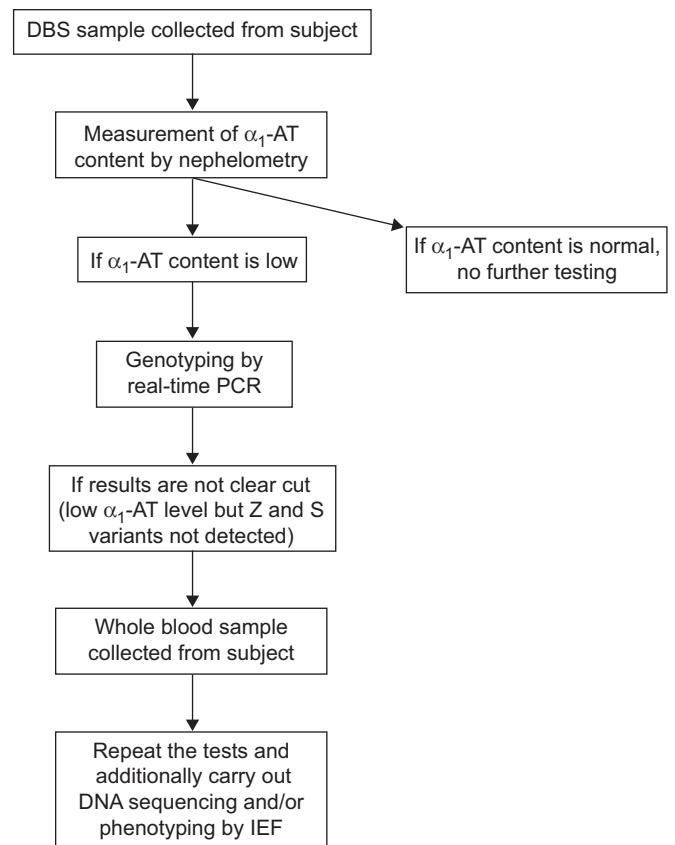 DBS sample collected from subject
Measurement of α₁-AT
content by nephelometry
If α₁-AT content is low
If α₁-AT content is normal,
no further testing
Genotyping by
real-time PCR
If results are not clear cut
(low α₁-AT level but Z and S
variants not detected)
Whole blood sample
collected from subject
Repeat the tests and
additionally carry out
DNA sequencing and/or
phenotyping by IEF